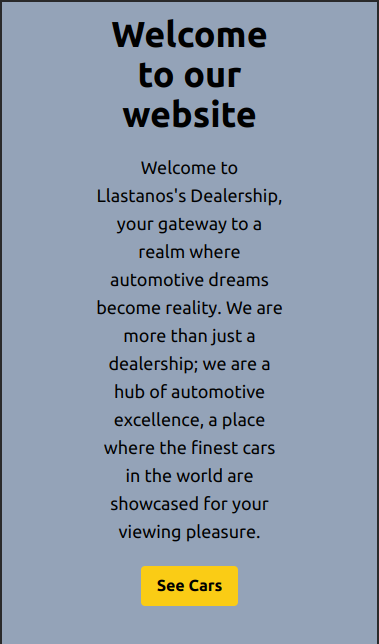 Welcome
to our
website
Welcome to
Llastanos's Dealership,
your gateway to a
realm where
automotive dreams
become reality. We are
more than just a
dealership; we are a
hub of automotive
excellence, a place
where the finest cars
in the world are
showcased for your
viewing pleasure.
See Cars